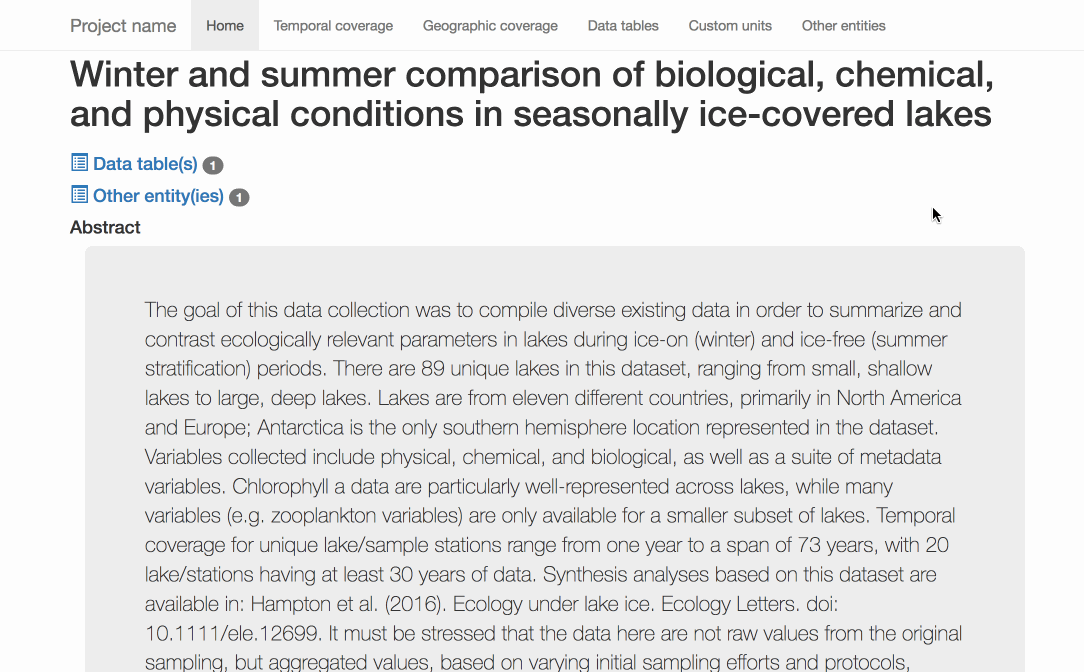 Project name Home Temporal coverage Geographic coverage Data tables Custom units Other entities
Winter and summer comparison of biological, chemical,
and physical conditions in seasonally ice-covered lakes
Data table(s) 1
Other entity(ies) 1
Abstract
The goal of this data collection was to compile diverse existing data in order to summarize and
contrast ecologically relevant parameters in lakes during ice-on (winter) and ice-free (summer
stratification) periods. There are 89 unique lakes in this dataset, ranging from small, shallow
lakes to large, deep lakes. Lakes are from eleven different countries, primarily in North America
and Europe; Antarctica is the only southern hemisphere location represented in the dataset.
Variables collected include physical, chemical, and biological, as well as a suite of metadata
variables. Chlorophyll a data are particularly well-represented across lakes, while many
variables (e.g. zooplankton variables) are only available for a smaller subset of lakes. Temporal
coverage for unique lake/sample stations range from one year to a span of 73 years, with 20
lake/stations having at least 30 years of data. Synthesis analyses based on this dataset are
available in: Hampton et al. (2016). Ecology under lake ice. Ecology Letters. doi:
10.1111/ele.12699. It must be stressed that the data here are not raw values from the original
sampling, but aggregated values, based on varying initial sampling efforts and protocols,